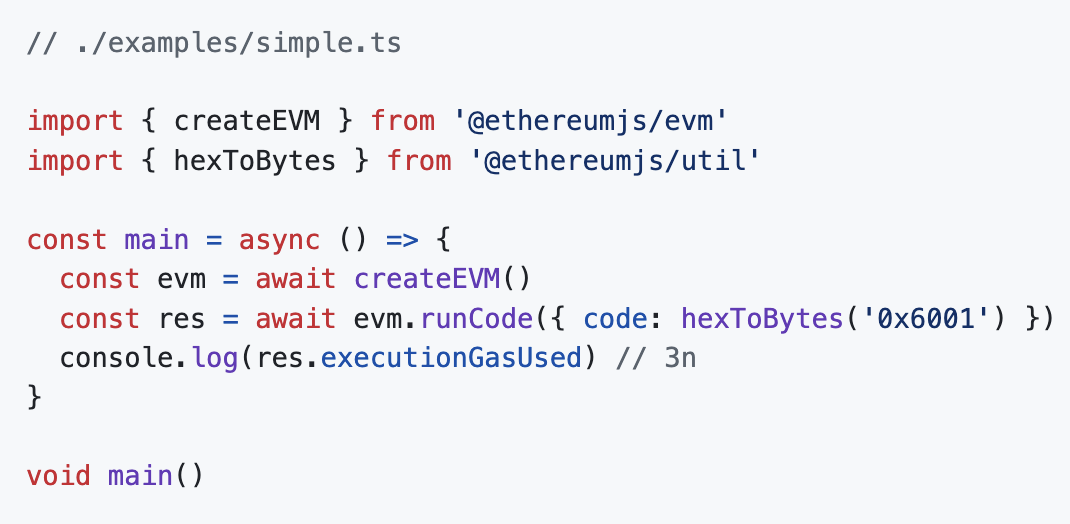 // ./examples/simple.ts

import { createEVM } from '@ethereumjs/evm'
import { hexToBytes } from '@ethereumjs/util'

const main = async () => {
  const evm = await createEVM()
  const res = await evm.runCode({ code: hexToBytes('0x6001') })
  console.log(res.executionGasUsed) // 3n
}

void main()